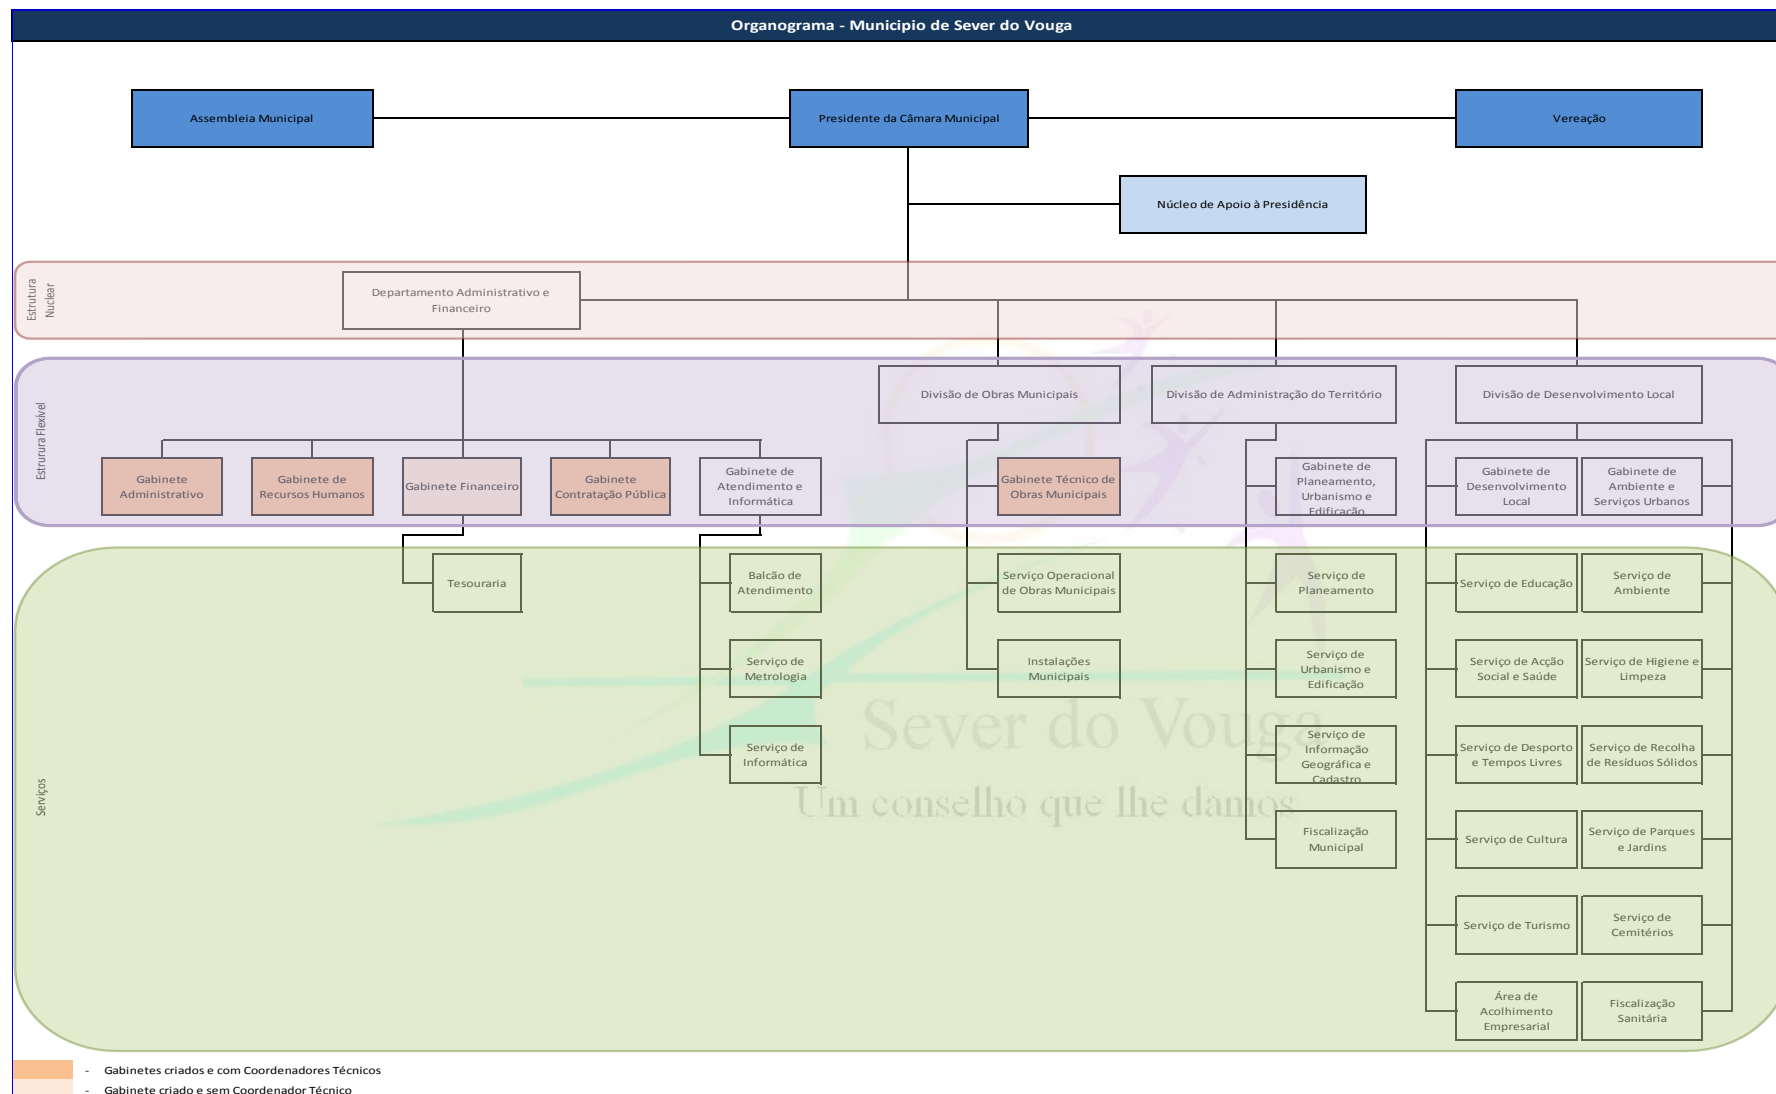 Organograma - Municipio de Sever do Vouga
Assembleia Municipal
Presidente da Câmara Municipal
Vereação
Núcleo de Apoio à Presidência
Estrutura
Nuclear
Departamento Administrativo e
Financeiro
Estrurura Flexível
Divisão de Obras Municipais
Divisão de Administração do Território
Divisão de Desenvolvimento Local
Gabinete
Administrativo
Gabinete de
Recursos Humanos
Gabinete Financeiro
Gabinete
Contratação Pública
Gabinete de
Atendimento e
Informática
Gabinete Técnico de
Obras Municipais
Gabinete de
Planeamento,
Urbanismo e
Edificação
Gabinete de
Desenvolvimento
Local
Gabinete de
Ambiente e
Serviços Urbanos
Serviços
Tesouraria
Balcão de
Atendimento
Serviço de
Metrologia
Serviço de
Informática
Serviço Operacional
de Obras Municipais
Instalações
Municipais
Serviço de
Planeamento
Serviço de
Urbanismo e
Edificação
Serviço de
Informação
Geográfica e
Cadastro
Fiscalização
Municipal
Serviço de Educação
Serviço de Acção
Social e Saúde
Serviço de Desporto
e Tempos Livres
Serviço de Cultura
Serviço de Turismo
Área de
Acolhimento
Empresarial
Serviço de
Ambiente
Serviço de Higiene e
Limpeza
Serviço de Recolha
de Resíduos Sólidos
Serviço de Parques
e Jardins
Serviço de
Cemitérios
Fiscalização
Sanitária
Sever do Vouga
Um conselho que lhe damos
- Gabinetes criados e com Coordenadores Técnicos
- Gabinete criado e sem Coordenador Técnico